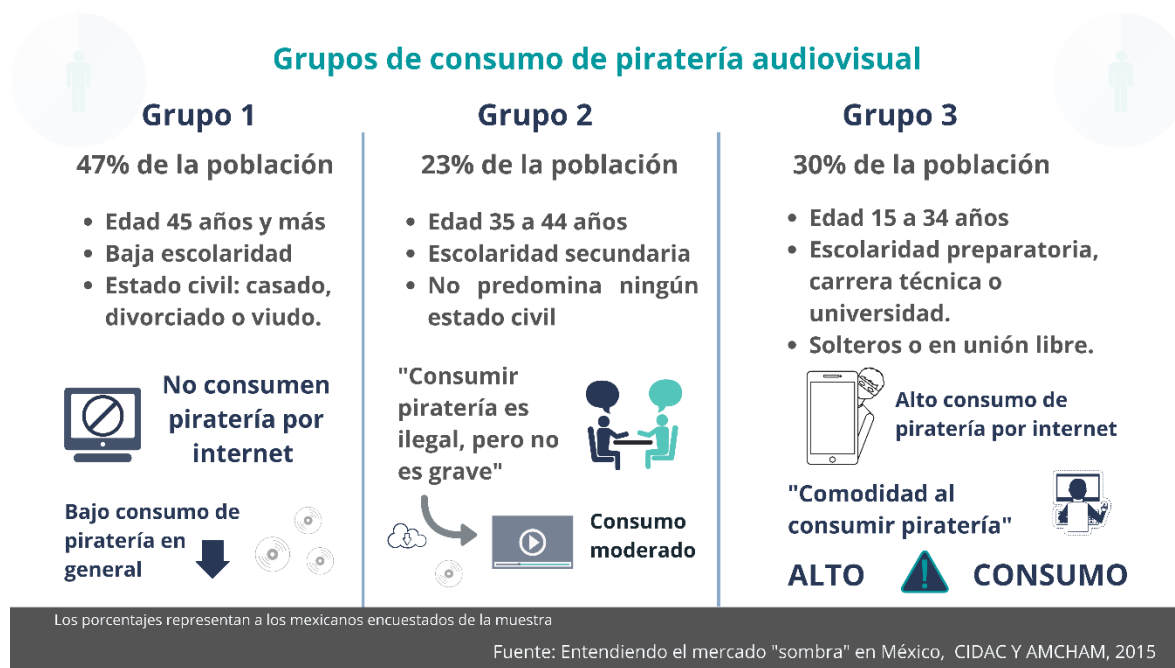 Grupos de consumo de piratería audiovisual
Grupo 1
47% de la población
• Edad 45 años y más
• Baja escolaridad
• Estado civil: casado,
divorciado o viudo.
No consumen
piratería por
internet
Bajo consumo de
piratería en
general
Grupo 2
23% de la población
• Edad 35 a 44 años
• Escolaridad secundaria
• No predomina ningún
estado civil
"Consumir
piratería es
ilegal, pero no
es grave"
Consumo
moderado
Grupo 3
30% de la población
• Edad 15 a 34 años
• Escolaridad preparatoria,
carrera técnica o
universidad.
• Solteros o en unión libre.
Alto consumo de
piratería por internet
"Comodidad al
consumir piratería"
ALTO CONSUMO
Los porcentajes representan a los mexicanos encuestados de la muestra
Fuente: Entendiendo el mercado "sombra" en México, CIDAC Y AMCHAM, 2015